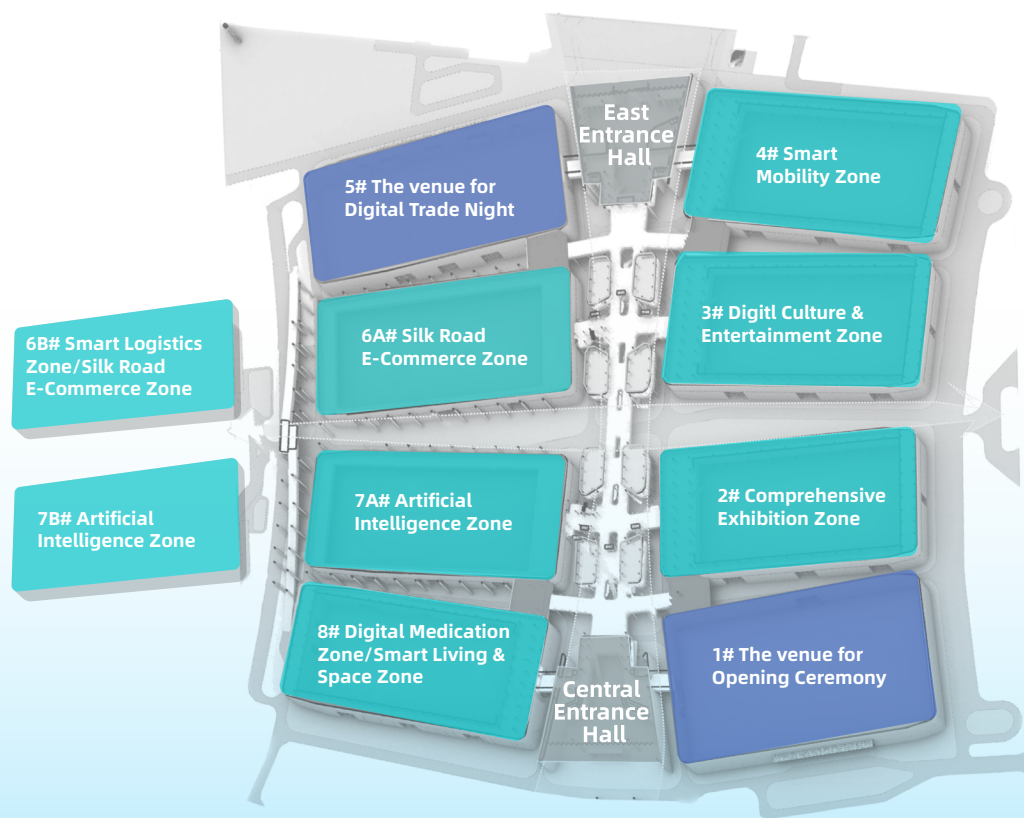 East
Entrance
Hall
4# Smart
Mobility Zone
5# The venue for
Digital Trade Night
3# Digitl Culture &
Entertainment Zone
6A# Silk Road
E-Commerce Zone
6B# Smart Logistics
Zone/Silk Road
E-Commerce Zone
7A# Artificial
Intelligence Zone
2# Comprehensive
Exhibition Zone
7B# Artificial
Intelligence Zone
8# Digital Medication
Zone/Smart Living &
Space Zone
1# The venue for
Opening Ceremony
Central
Entrance
Hall